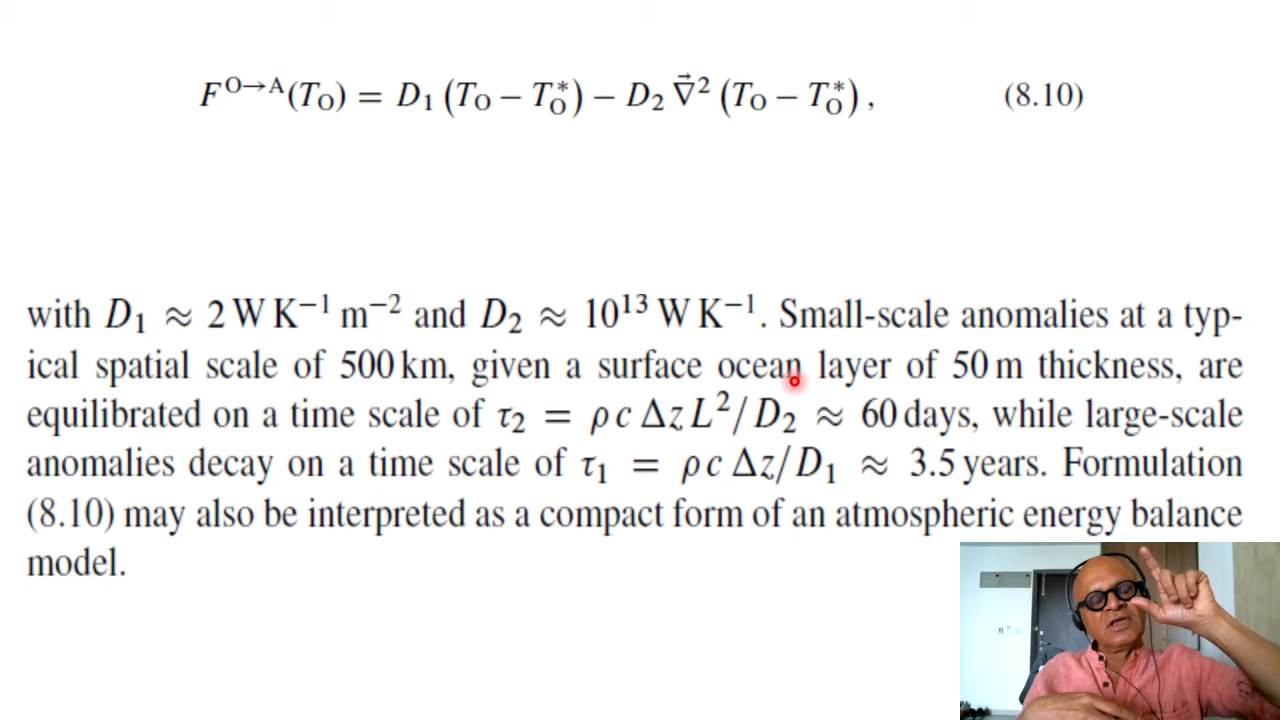 F^{O→A}(T_O) = D_1 (T_O − T_O^*) − D_2 ∇⃗^2 (T_O − T_O^*) , (8.10)
with D_1 ≈ 2 W K^{−1} m^{−2} and D_2 ≈ 10^{13} W K^{−1}. Small-scale anomalies at a typ-
ical spatial scale of 500 km, given a surface ocean layer of 50 m thickness, are
equilibrated on a time scale of τ_2 = ρ c Δz L^2/D_2 ≈ 60 days, while large-scale
anomalies decay on a time scale of τ_1 = ρ c Δz/D_1 ≈ 3.5 years. Formulation
(8.10) may also be interpreted as a compact form of an atmospheric energy balance
model.